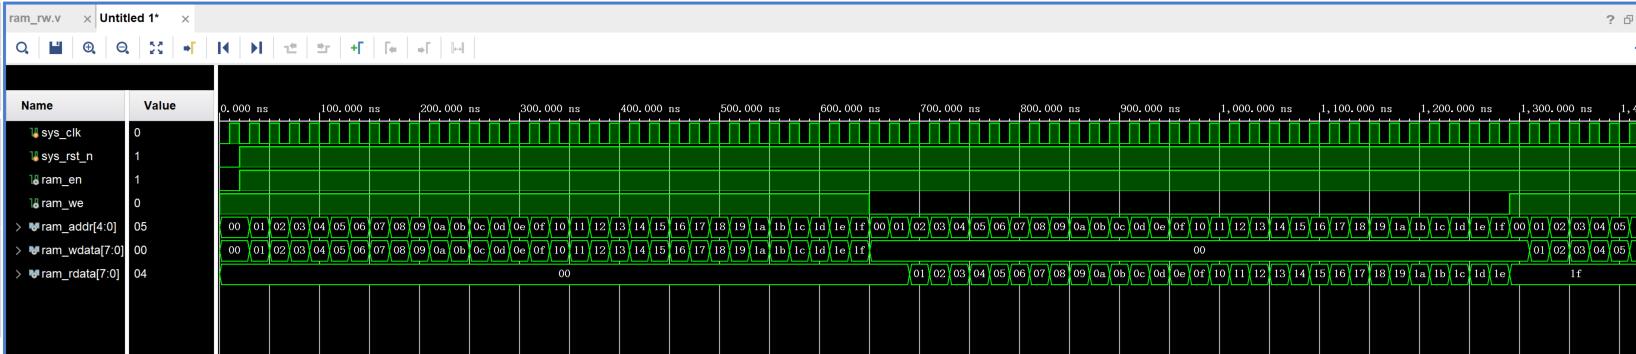 ram_rw.v × Untitled 1* ×
?
Name Value
0.000 ns 100.000 ns 200.000 ns 300.000 ns 400.000 ns 500.000 ns 600.000 ns 700.000 ns 800.000 ns 900.000 ns 1,000.000 ns 1,100.000 ns 1,200.000 ns 1,300.000 ns 1,4
sys_clk 0
sys_rst_n 1
ram_en 1
ram_we 0
ram_addr[4:0] 05 00 01 02 03 04 05 06 07 08 09 0a 0b 0c 0d 0e 0f 10 11 12 13 14 15 16 17 18 19 1a 1b 1c 1d 1e 1f 00 01 02 03 04 05 06 07 08 09 0a 0b 0c 0d 0e 0f 10 11 12 13 14 15 16 17 18 19 1a 1b 1c 1d 1e 1f 00 01 02 03 04 05
ram_wdata[7:0] 00 00 01 02 03 04 05 06 07 08 09 0a 0b 0c 0d 0e 0f 10 11 12 13 14 15 16 17 18 19 1a 1b 1c 1d 1e 1f 00 01 02 03 04 05
ram_rdata[7:0] 04 00 01 02 03 04 05 06 07 08 09 0a 0b 0c 0d 0e 0f 10 11 12 13 14 15 16 17 18 19 1a 1b 1c 1d 1e 1f